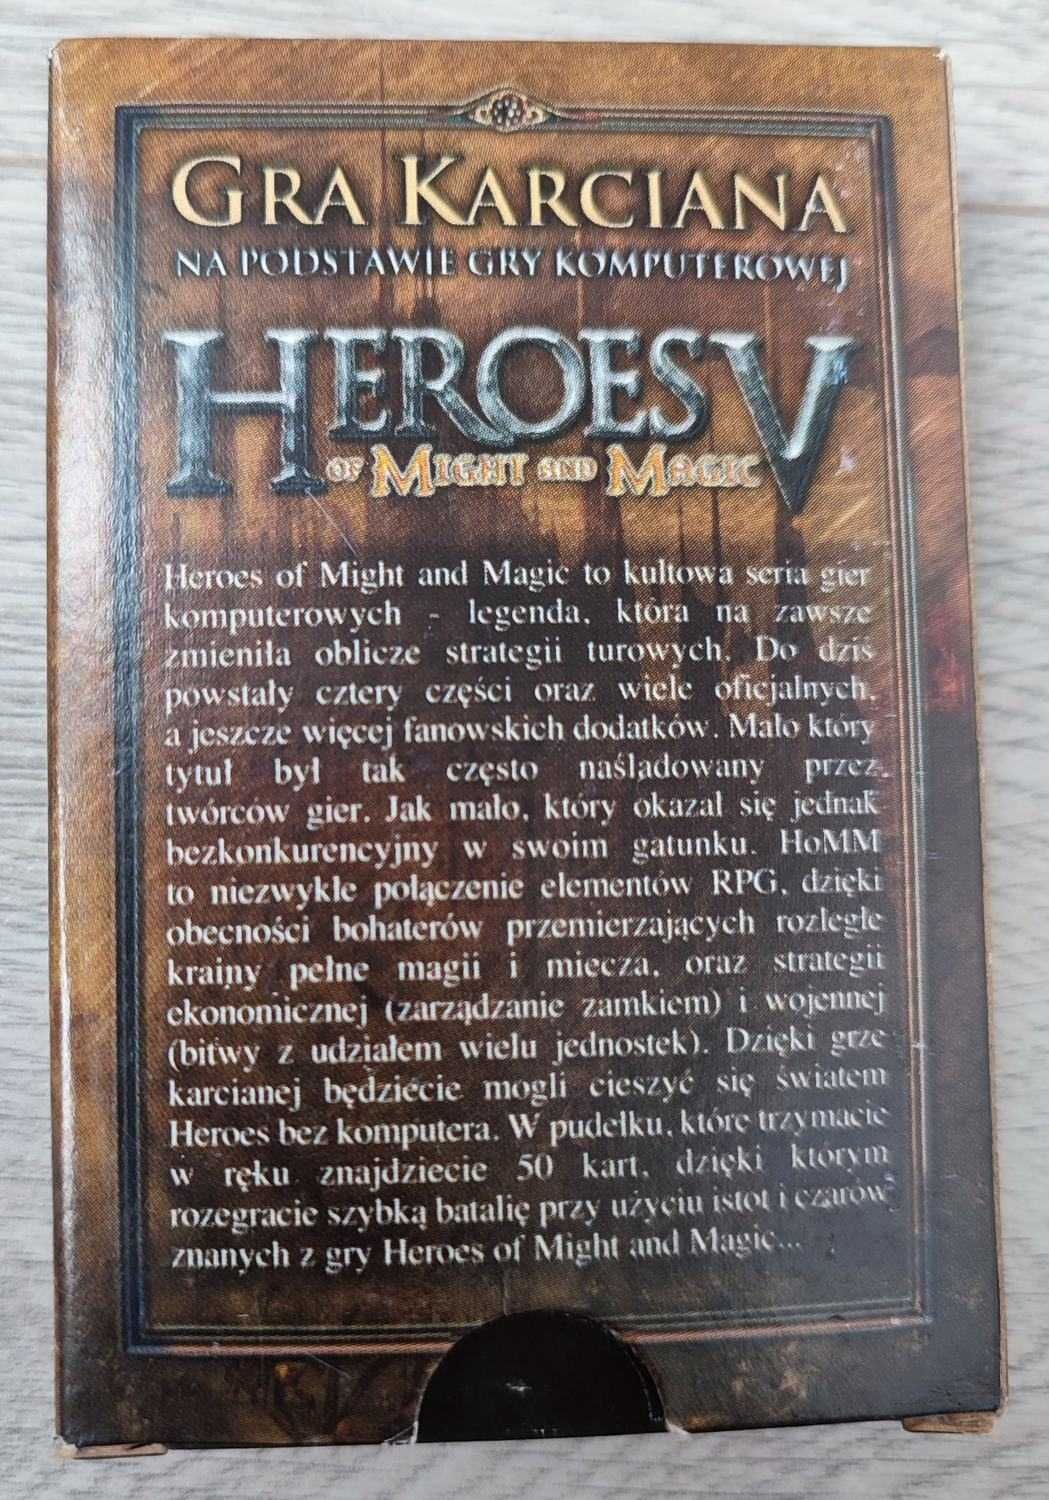 GRA KARCIANA
NA PODSTAWIE GRY KOMPUTEROWEJ
HEROES V
OF MIGHT AND MAGIC
Heroes of Might and Magic to kultowa seria gier
komputerowych - legenda, która na zawsze
zmieniła oblicze strategii turowych. Do dziś
powstały cztery części oraz wiele oficjalnych,
a jeszcze więcej fanowskich dodatków. Mało który
tytuł był tak często naśladowany przez
twórców gier. Jak mało, który okazał się jednak
bezkonkurencyjny w swoim gatunku. HoMM
to niezwykłe połączenie elementów RPG, dzięki
obecności bohaterów przemierzających rozległe
krainy pełne magii i miecza, oraz strategii
ekonomicznej (zarządzanie zamkiem) i wojennej
(bitwy z udziałem wielu jednostek). Dzięki grze
karcianej będziecie mogli cieszyć się światem
Heroes bez komputera. W pudełku, które trzymacie
w ręku znajdziecie 50 kart, dzięki którym
rozegracie szybką batalię przy użyciu istot i czarów
znanych z gry Heroes of Might and Magic...